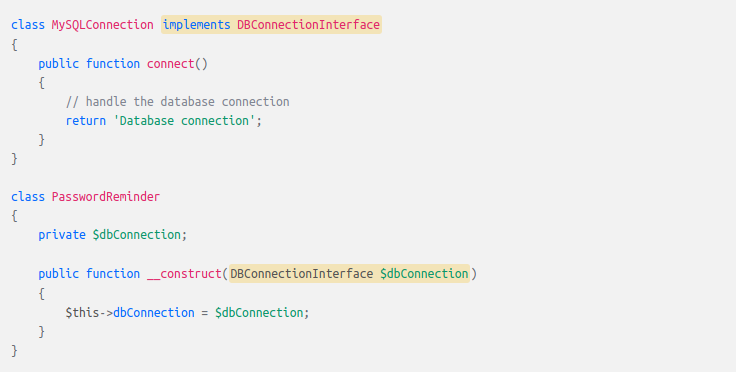 class MySQLConnection implements DBConnectionInterface
{
    public function connect()
    {
        // handle the database connection
        return 'Database connection';
    }
}

class PasswordReminder
{
    private $dbConnection;

    public function __construct(DBConnectionInterface $dbConnection)
    {
        $this->dbConnection = $dbConnection;
    }
}